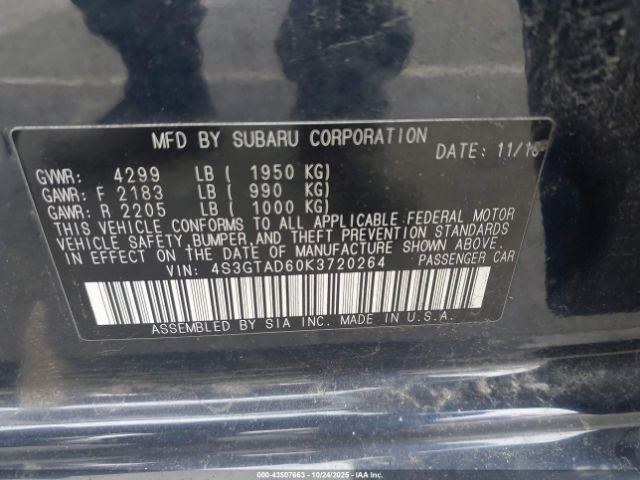 MFD BY SUBARU CORPORATION
DATE: 11/18
GVWR: 4299 LB ( 1950 KG)
GAWR: F 2183 LB ( 990 KG)
GAWR: R 2205 LB ( 1000 KG)
THIS VEHICLE CONFORMS TO ALL APPLICABLE FEDERAL MOTOR
VEHICLE SAFETY,BUMPER,AND THEFT PREVENTION STANDARDS
IN EFFECT ON THE DATE OF MANUFACTURE SHOWN ABOVE.
VIN: 4S3GTAD60K3720264 PASSENGER CAR
ASSEMBLED BY SIA INC. MADE IN U.S.A.
000-43507663 - 10/24/2025 - IAAI